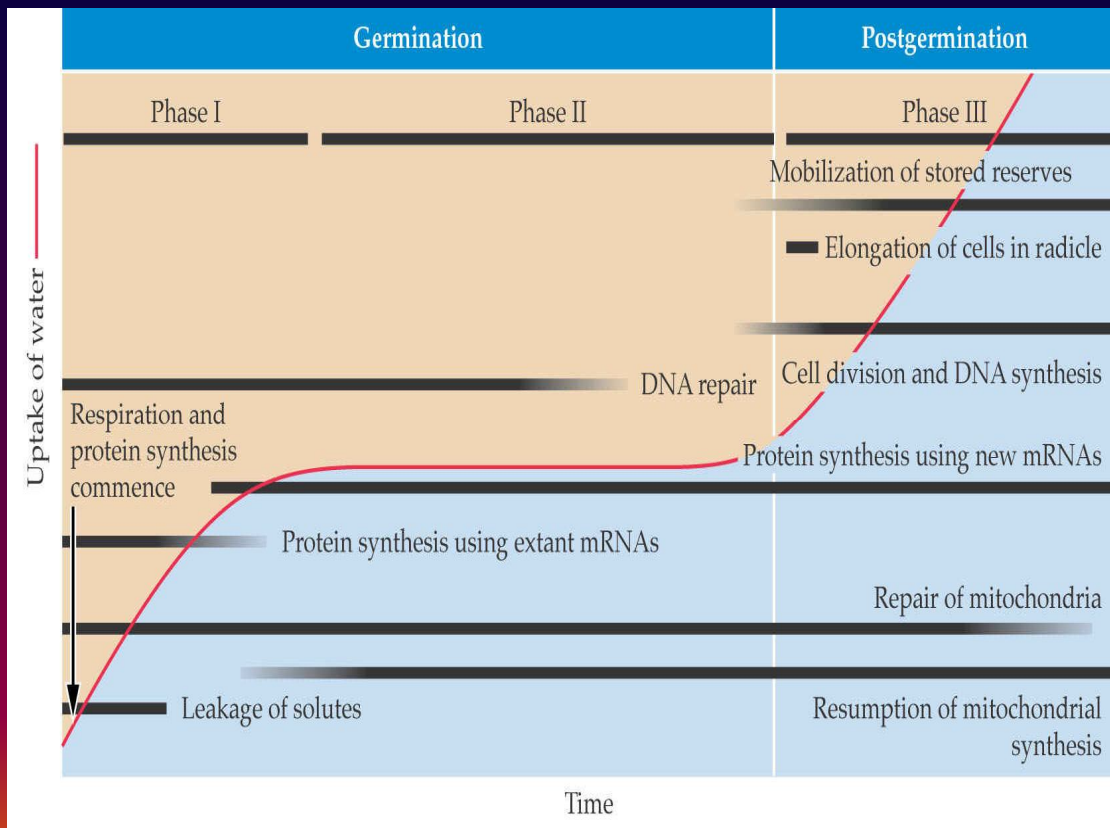 Germination
Postgermination
Phase I
Phase II
Phase III
Mobilization of stored reserves
Elongation of cells in radicle
Cell division and DNA synthesis
DNA repair
Respiration and
protein synthesis
commence
Protein synthesis using new mRNAs
Protein synthesis using extant mRNAs
Repair of mitochondria
Leakage of solutes
Resumption of mitochondrial
synthesis
Uptake of water
Time